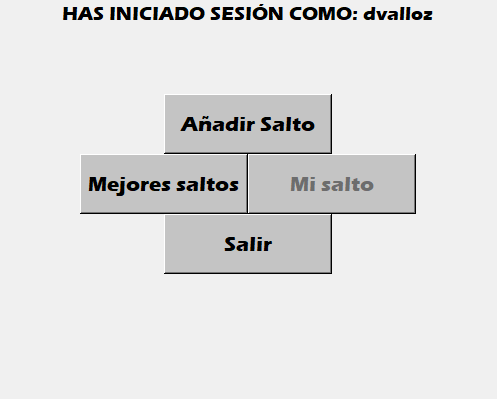 HAS INICIADO SESIÓN COMO: dvalloz
Añadir Salto
Mejores saltos
Mi salto
Salir